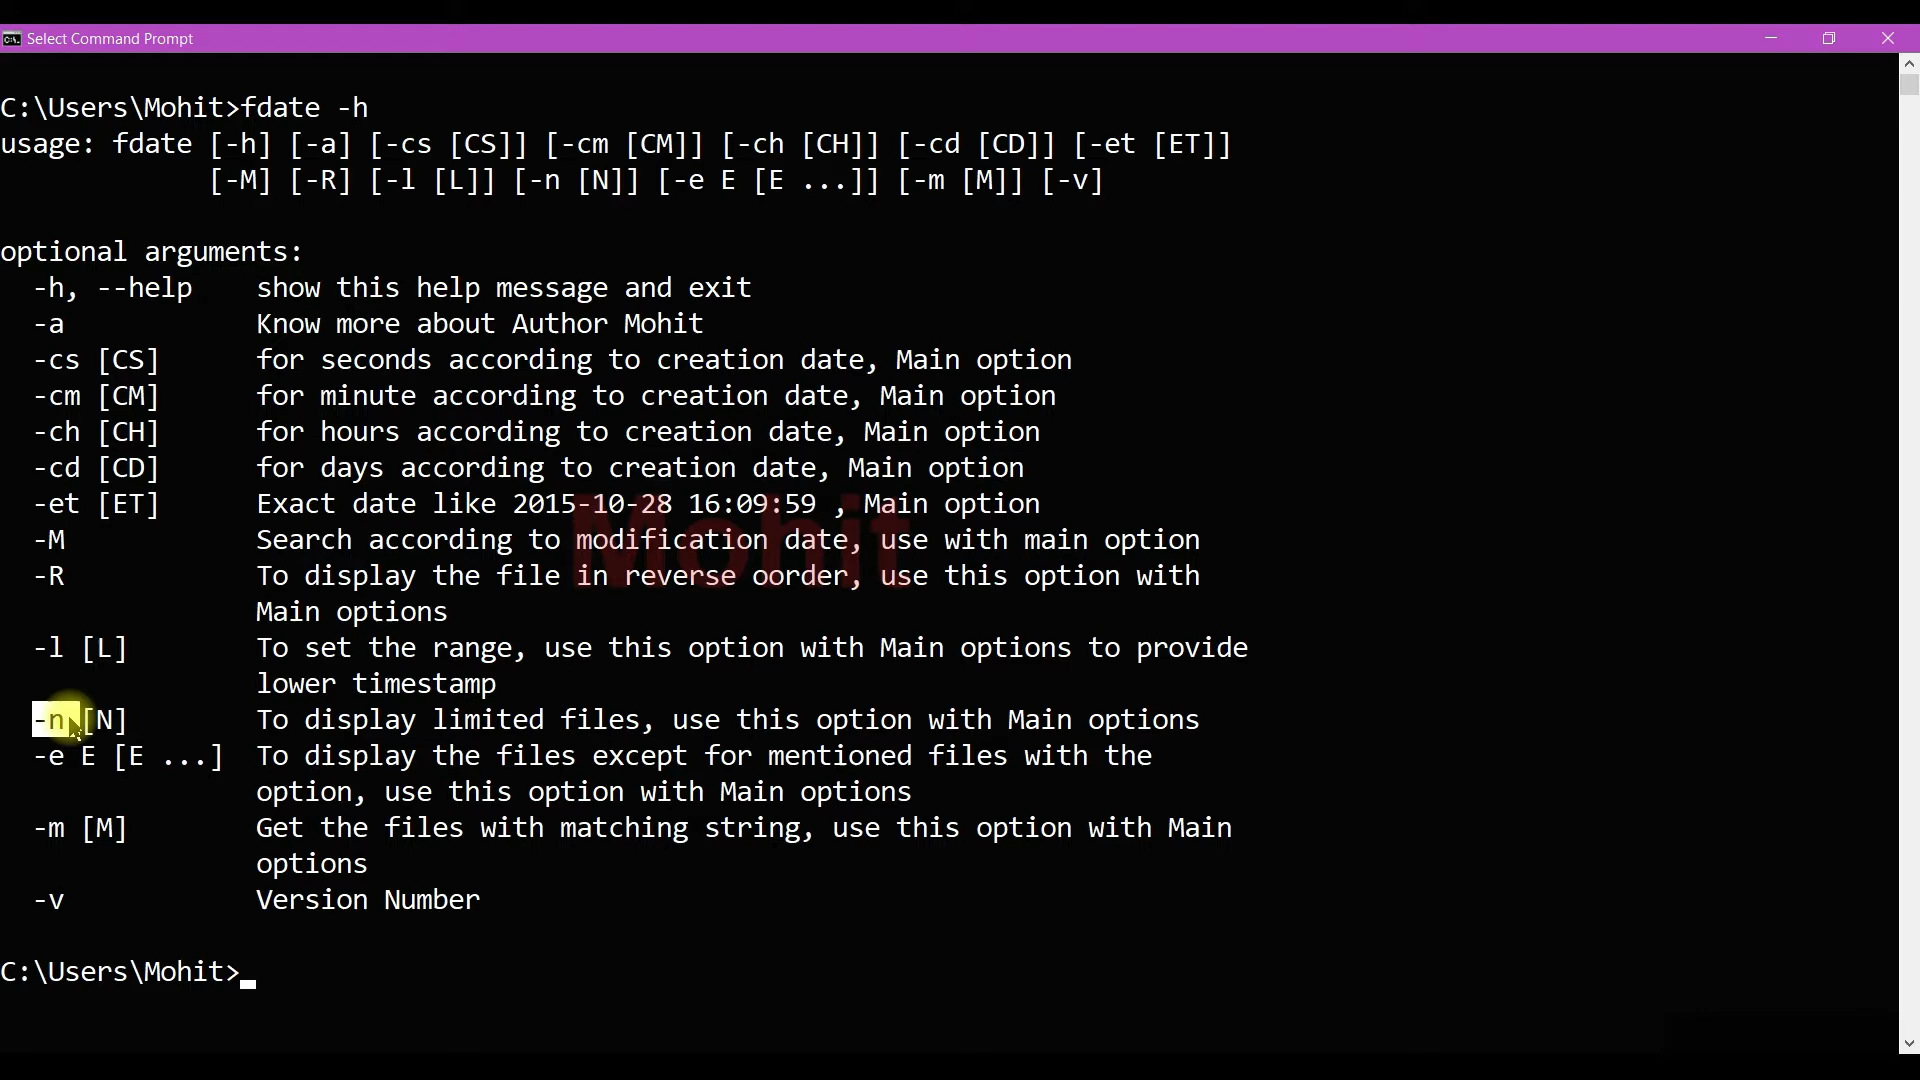 Select Command Prompt
C:\Users\Mohit>fdate -h
usage: fdate [-h] [-a] [-cs [CS]] [-cm [CM]] [-ch [CH]] [-cd [CD]] [-et [ET]]
             [-M] [-R] [-l [L]] [-n [N]] [-e E [E ...]] [-m [M]] [-v]
optional arguments:
  -h, --help    show this help message and exit
  -a            Know more about Author Mohit
  -cs [CS]      for seconds according to creation date, Main option
  -cm [CM]      for minute according to creation date, Main option
  -ch [CH]      for hours according to creation date, Main option
  -cd [CD]      for days according to creation date, Main option
  -et [ET]      Exact date like 2015-10-28 16:09:59 , Main option
  -M            Search according to modification date, use with main option
  -R            To display the file in reverse oorder, use this option with
                Main options
  -l [L]        To set the range, use this option with Main options to provide
                lower timestamp
  -n [N]        To display limited files, use this option with Main options
  -e E [E ...]  To display the files except for mentioned files with the
                option, use this option with Main options
  -m [M]        Get the files with matching string, use this option with Main
                options
  -v            Version Number
C:\Users\Mohit>
Mohit